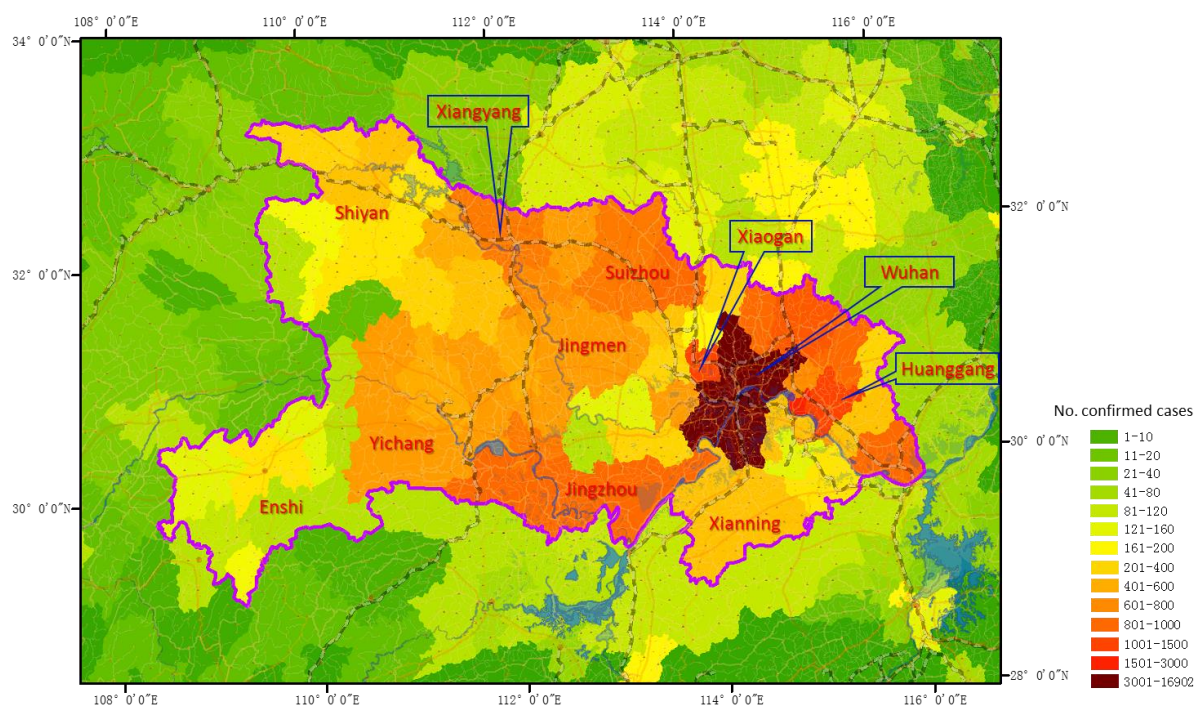 108° 0′0″E 110° 0′0″E 112° 0′0″E 114° 0′0″E 116° 0′0″E
34° 0′0″N
Xiangyang
Shiyan
32° 0′0″N
Xiaogan
Suizhou
Wuhan
32° 0′0″N
Jingmen
Huanggang
No. confirmed cases
Yichang
30° 0′0″N
Jingzhou
Enshi
30° 0′0″N
Xianning
1-10
11-20
21-40
41-80
81-120
121-160
161-200
201-400
401-600
601-800
801-1000
1001-1500
1501-3000
3001-16902
28° 0′0″N
108° 0′0″E 110° 0′0″E 112° 0′0″E 114° 0′0″E 116° 0′0″E